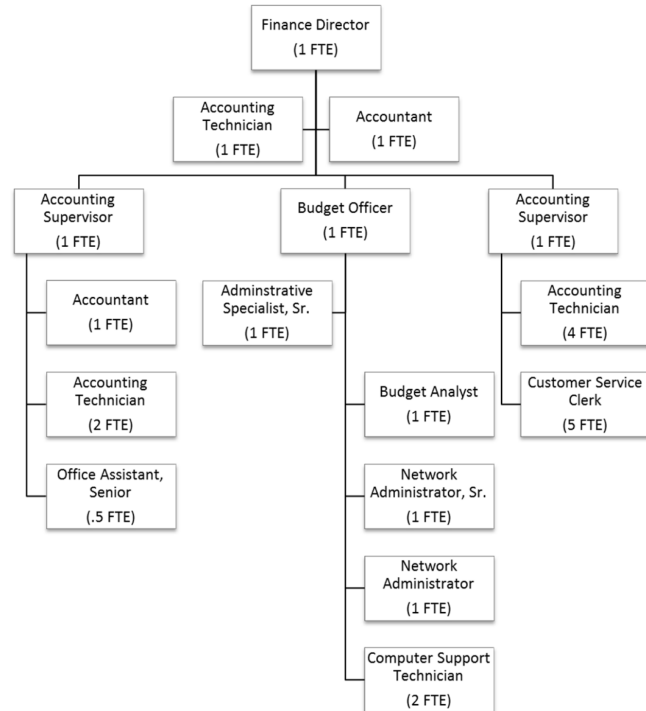 Finance Director
(1 FTE)
Accounting
Technician
(1 FTE)
Accountant
(1 FTE)
Accounting
Supervisor
(1 FTE)
Budget Officer
(1 FTE)
Accounting
Supervisor
(1 FTE)
Accountant
(1 FTE)
Accounting
Technician
(2 FTE)
Office Assistant,
Senior
(.5 FTE)
Adminstrative
Specialist, Sr.
(1 FTE)
Budget Analyst
(1 FTE)
Network
Administrator, Sr.
(1 FTE)
Network
Administrator
(1 FTE)
Computer Support
Technician
(2 FTE)
Accounting
Technician
(4 FTE)
Customer Service
Clerk
(5 FTE)